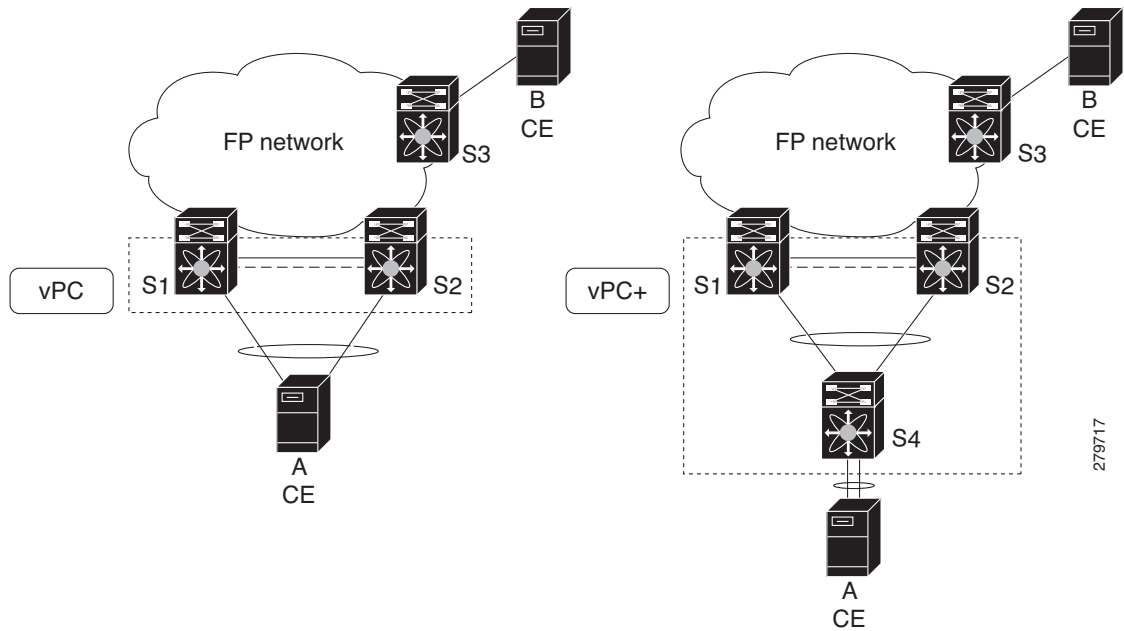 B
CE
FP network
S3
S1
S2
vPC
A
CE
B
CE
FP network
S3
S1
S2
vPC+
S4
A
CE
279717